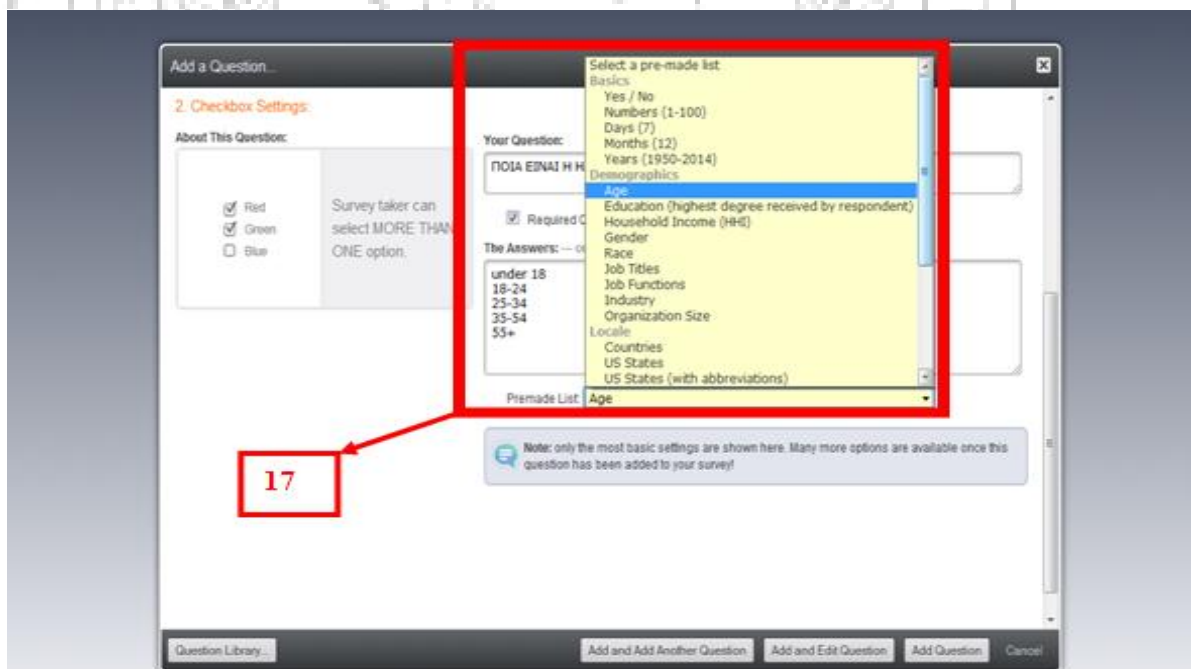 Add a Question...
2. Checkbox Settings:
About This Question:
Red
Green
Blue
Survey taker can
select MORE THAN
ONE option.
Your Question:
ΠΟΙΑ ΕΙΝΑΙ Η
Required
The Answers:
under 18
18-24
25-34
35-54
55+
Select a pre-made list
Basics
Yes / No
Numbers (1-100)
Days (7)
Months (12)
Years (1950-2014)
Demographics
Age
Education (highest degree received by respondent)
Household Income (HHI)
Gender
Race
Job Titles
Job Functions
Industry
Organization Size
Locale
Countries
US States
US States (with abbreviations)
Premade List: Age
Note: only the most basic settings are shown here. Many more options are available once this
question has been added to your survey!
17
Question Library...
Add and Add Another Question
Add and Edit Question
Add Question
Cancel